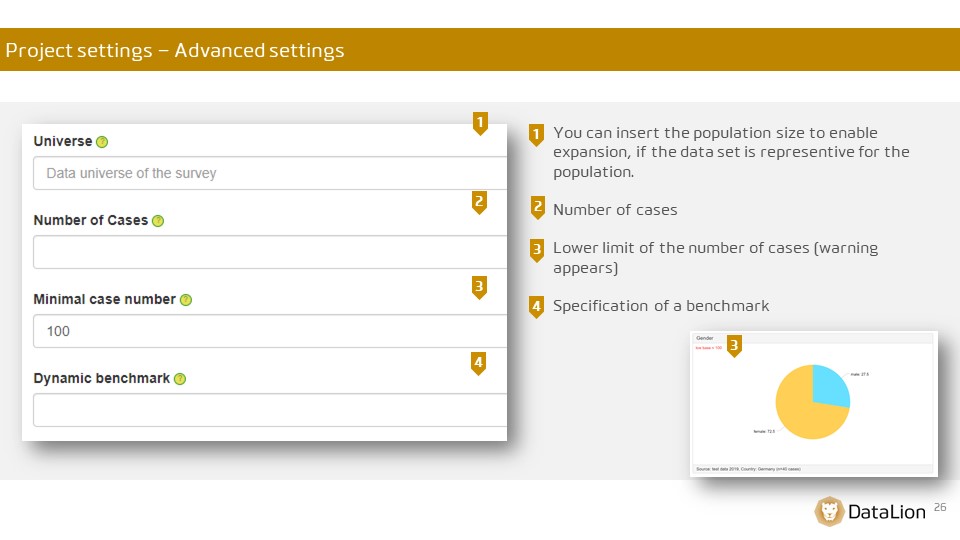 Project settings – Advanced settings
1
Universe ?
Data universe of the survey
2
Number of Cases ?
3
Minimal case number ?
100
4
Dynamic benchmark ?
1 You can insert the population size to enable
expansion, if the data set is representive for the
population.
2 Number of cases
3 Lower limit of the number of cases (warning
appears)
4 Specification of a benchmark
Gender
low base < 100
3
male: 27.5
female: 72.5
Source: test data 2019, Country: Germany (n=40 cases)
DataLion
26